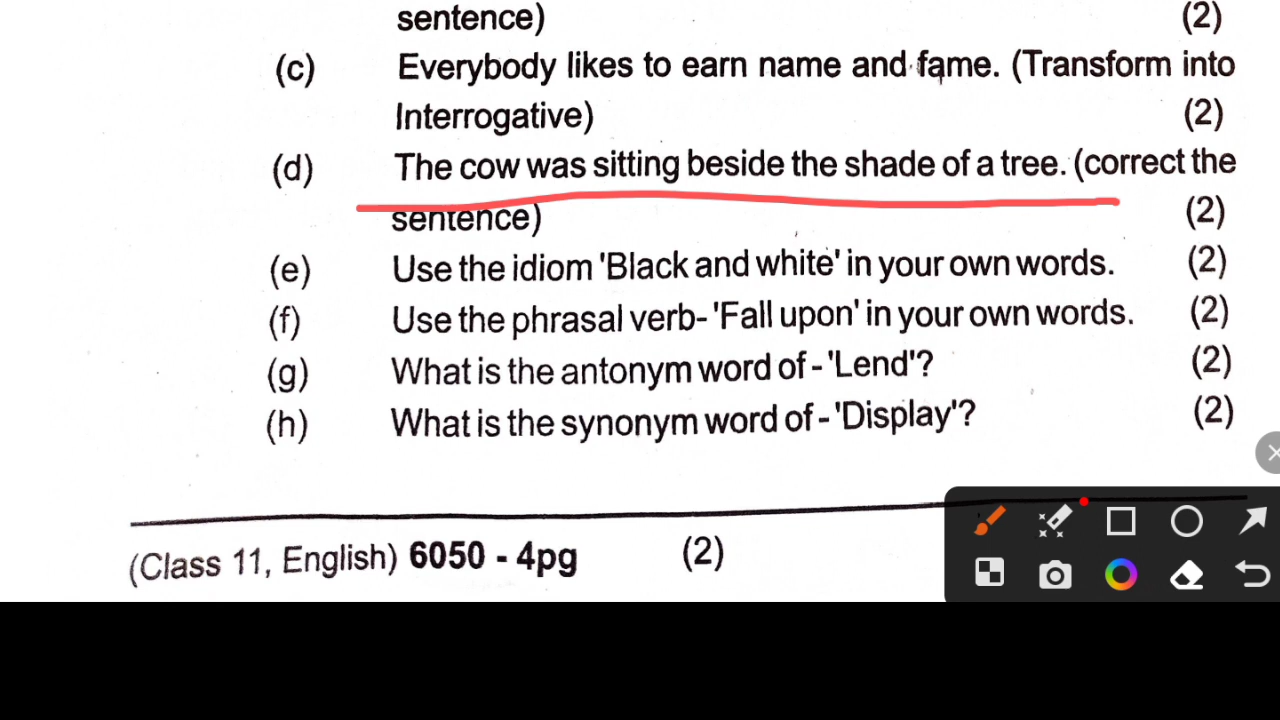 sentence) (2)
(c) Everybody likes to earn name and fame. (Transform into
Interrogative) (2)
(d) The cow was sitting beside the shade of a tree. (correct the
sentence) (2)
(e) Use the idiom 'Black and white' in your own words. (2)
(f) Use the phrasal verb- 'Fall upon' in your own words. (2)
(g) What is the antonym word of - 'Lend'? (2)
(h) What is the synonym word of - 'Display'? (2)
(Class 11, English) 6050 - 4pg (2)